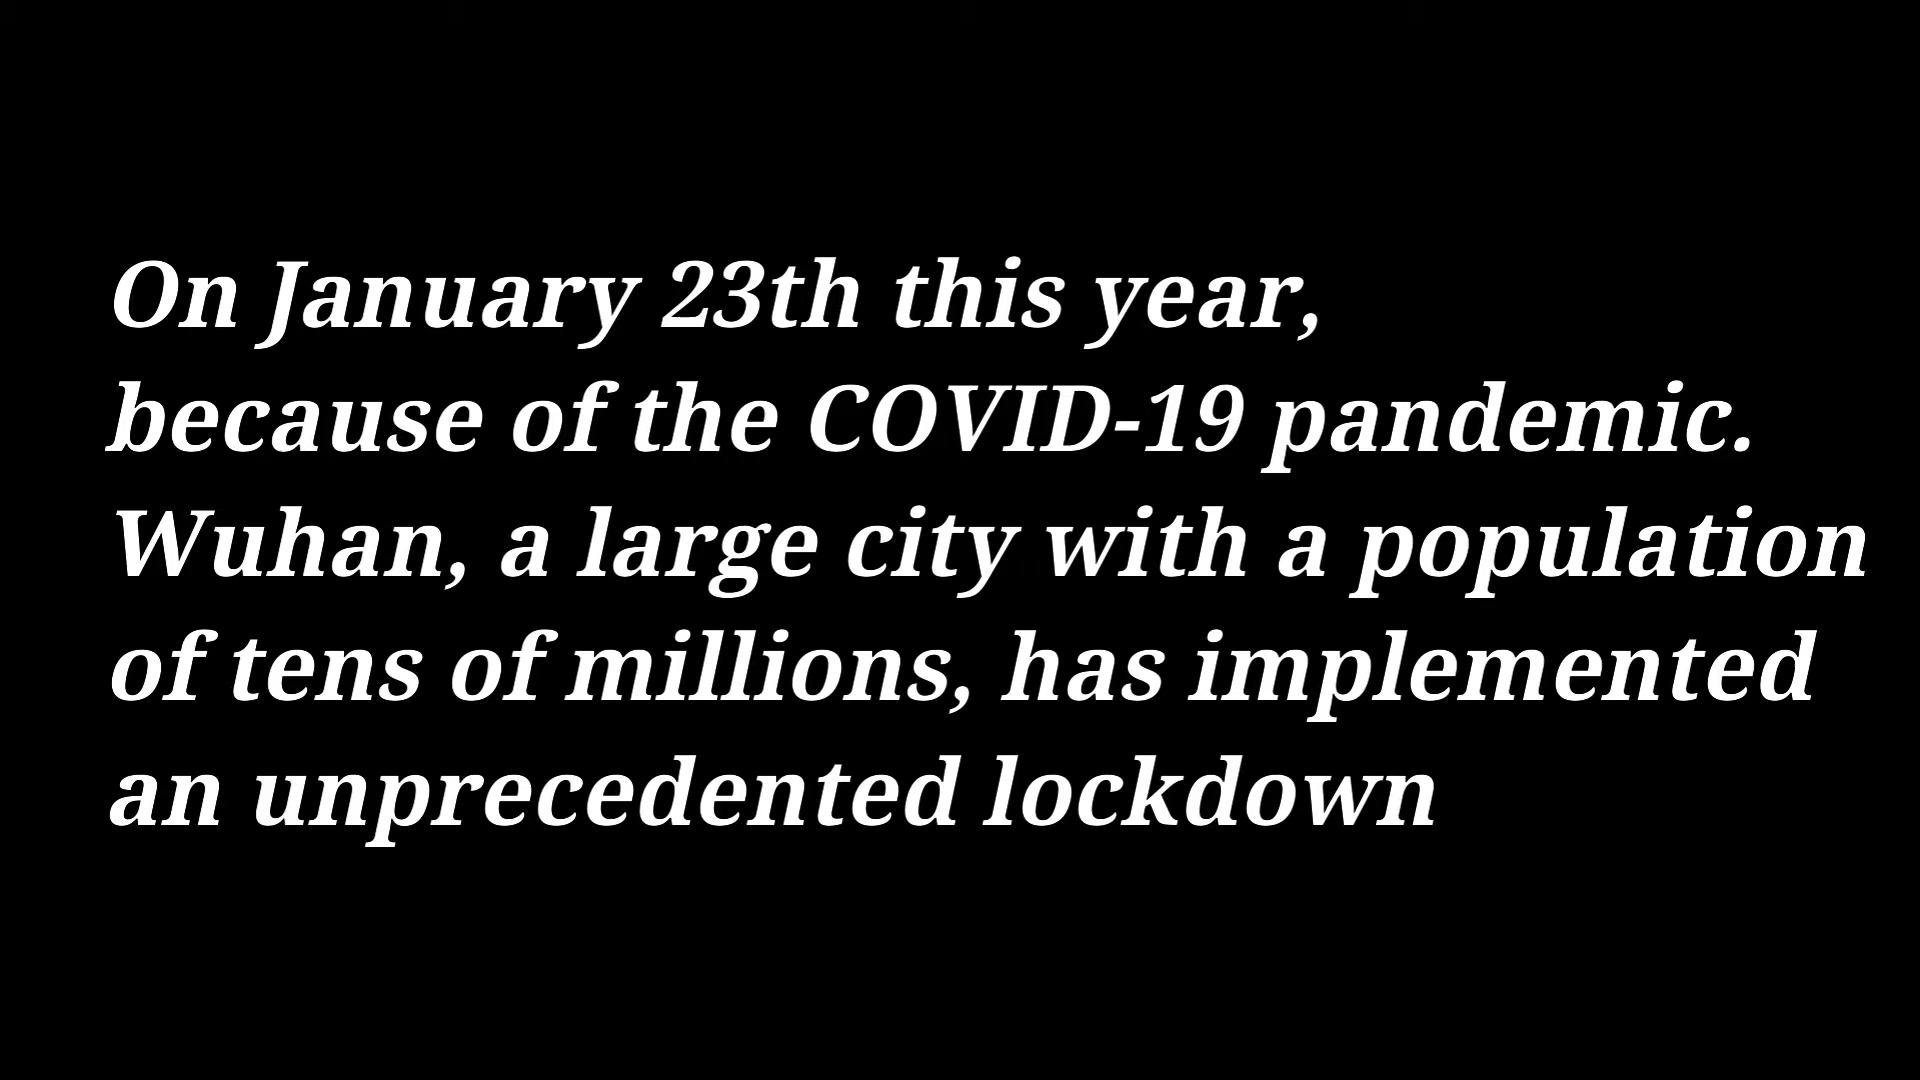 On January 23th this year,
because of the COVID-19 pandemic.
Wuhan, a large city with a population
of tens of millions, has implemented
an unprecedented lockdown